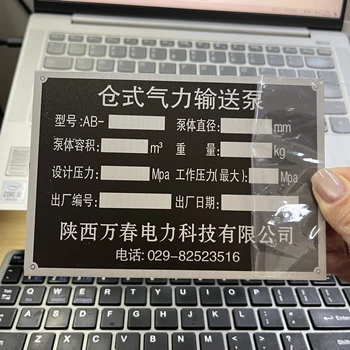 仓式气力输送泵
型号:AB- 泵体直径: mm
泵体容积: m³ 重量: kg
设计压力: Mpa 工作压力(最大): Mpa
出厂编号: 出厂日期:
陕西万春电力科技有限公司
电话:029-82523516